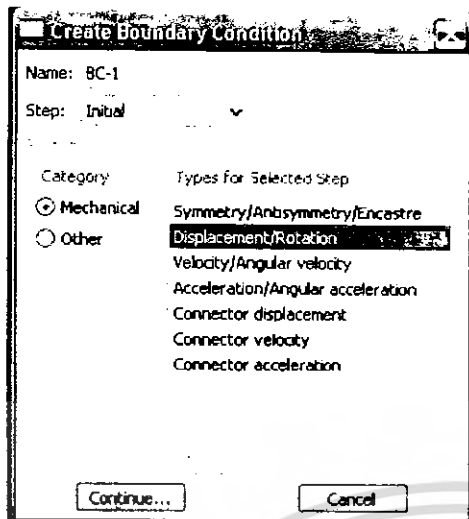 Create Boundary Condition
Name: BC-1
Step: Initial
Category
Types for Selected Step
Mechanical
Other
Symmetry/Antisymmetry/Encastre
Displacement/Rotation
Velocity/Angular velocity
Acceleration/Angular acceleration
Connector displacement
Connector velocity
Connector acceleration
Continue...
Cancel